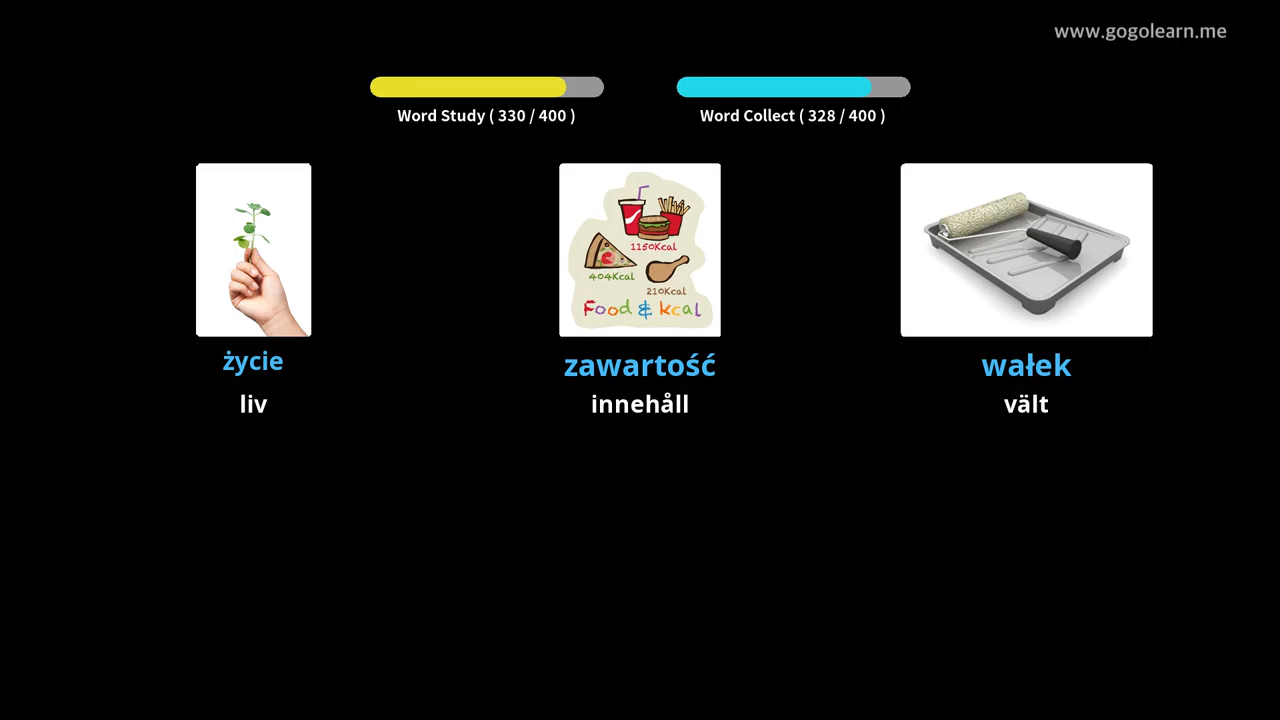 www.gogolearn.me
Word Study ( 330 / 400 )
Word Collect ( 328 / 400 )
1150Kcal
404Kcal
210Kcal
Food & kcal
życie
zawartość
wałek
liv
innehåll
vält